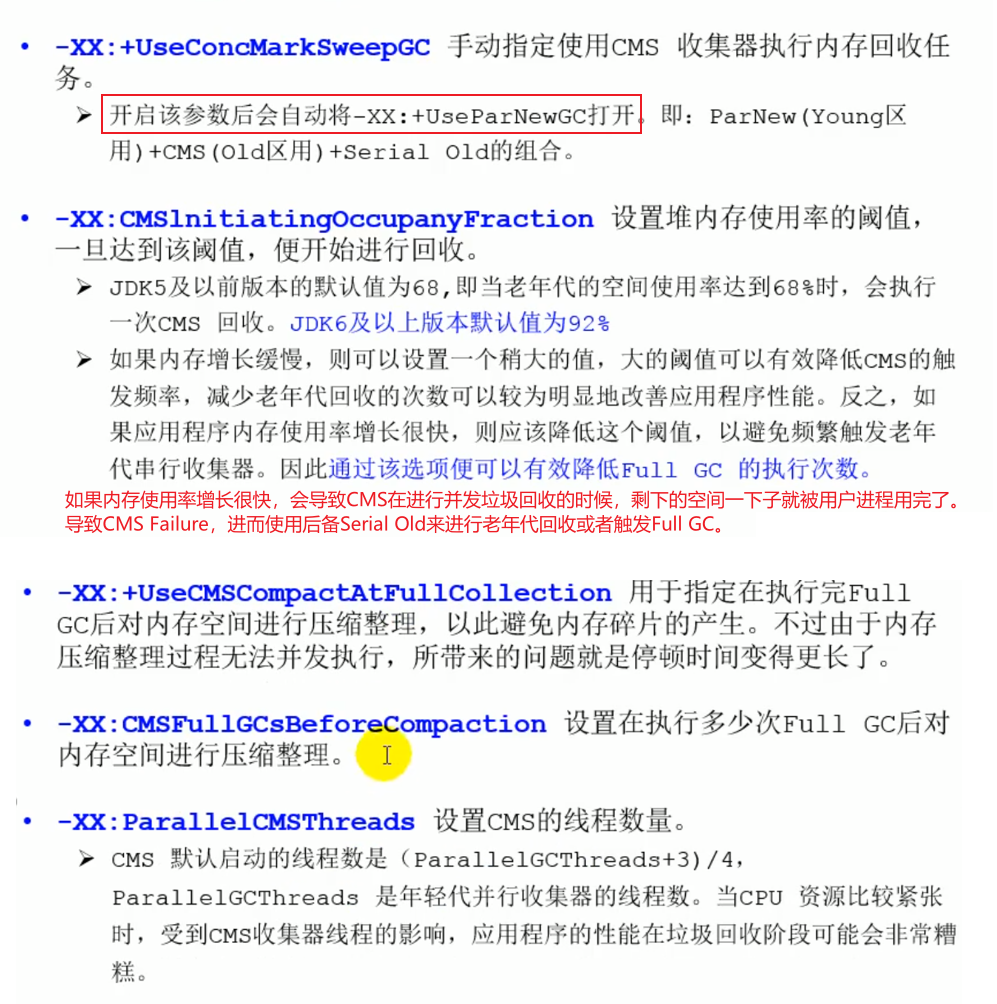 • -XX:+UseConcMarkSweepGC 手动指定使用CMS 收集器执行内存回收任
务。
➢ 开启该参数后会自动将-XX:+UseParNewGC打开。即：ParNew(Young区
用)+CMS(Old区用)+Serial Old的组合。
• -XX:CMSlnitiatingOccupanyFraction 设置堆内存使用率的阈值，
一旦达到该阈值，便开始进行回收。
➢ JDK5及以前版本的默认值为68,即当老年代的空间使用率达到68%时，会执行
一次CMS 回收。JDK6及以上版本默认值为92%
➢ 如果内存增长缓慢，则可以设置一个稍大的值，大的阈值可以有效降低CMS的触
发频率，减少老年代回收的次数可以较为明显地改善应用程序性能。反之，如
果应用程序内存使用率增长很快，则应该降低这个阈值，以避免频繁触发老年
代串行收集器。因此通过该选项便可以有效降低Full GC 的执行次数。
如果内存使用率增长很快，会导致CMS在进行并发垃圾回收的时候，剩下的空间一下子就被用户进程用完了。
导致CMS Failure，进而使用后备Serial Old来进行老年代回收或者触发Full GC。
• -XX:+UseCMSCompactAtFullCollection 用于指定在执行完Full
GC后对内存空间进行压缩整理，以此避免内存碎片的产生。不过由于内存
压缩整理过程无法并发执行，所带来的问题就是停顿时间变得更长了。
• -XX:CMSFullGCsBeforeCompaction 设置在执行多少次Full GC后对
内存空间进行压缩整理。
• -XX:ParallelCMSThreads 设置CMS的线程数量。
➢ CMS 默认启动的线程数是（ParallelGCThreads+3)/4，
ParallelGCThreads 是年轻代并行收集器的线程数。当CPU 资源比较紧张
时，受到CMS收集器线程的影响，应用程序的性能在垃圾回收阶段可能会非常糟
糕。